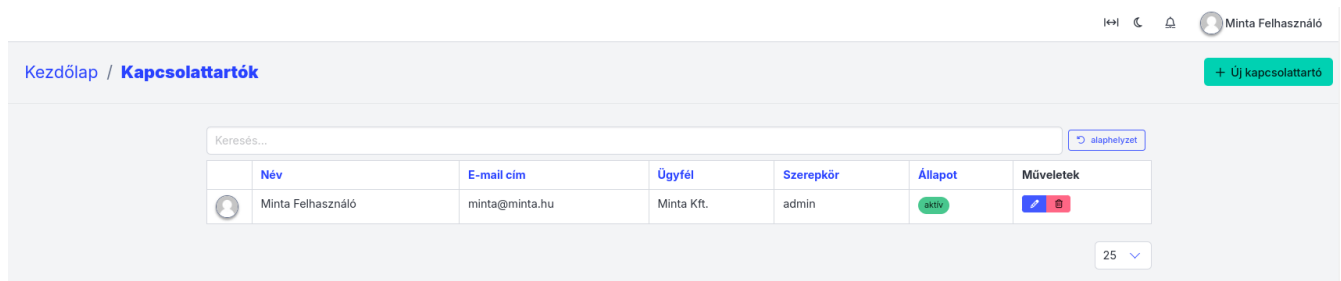 Minta Felhasználó
Kezdőlap / Kapcsolattartók
+ Új kapcsolattartó
Keresés...
alaphelyzet
Név E-mail cím Ügyfél Szerepkör Állapot Műveletek
Minta Felhasználó minta@minta.hu Minta Kft. admin aktív
25